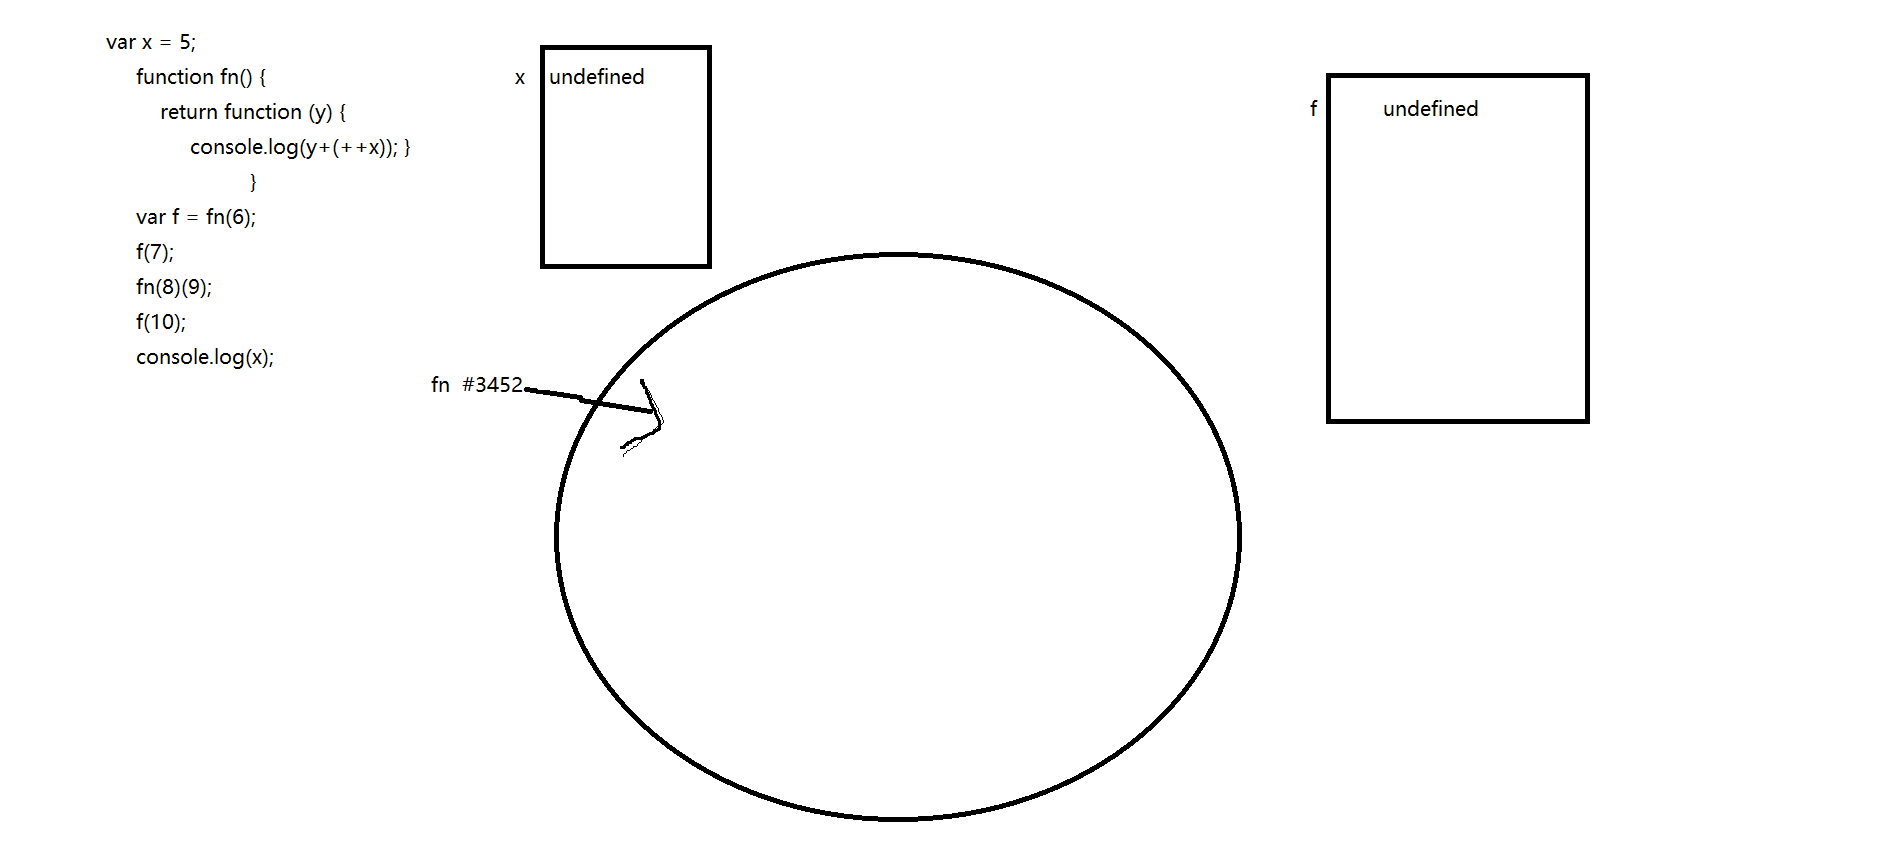 var x = 5;
function fn() {
return function (y) {
console.log(y+(++x)); }
}
var f = fn(6);
f(7);
fn(8)(9);
f(10);
console.log(x);
x undefined
f undefined
fn #3452